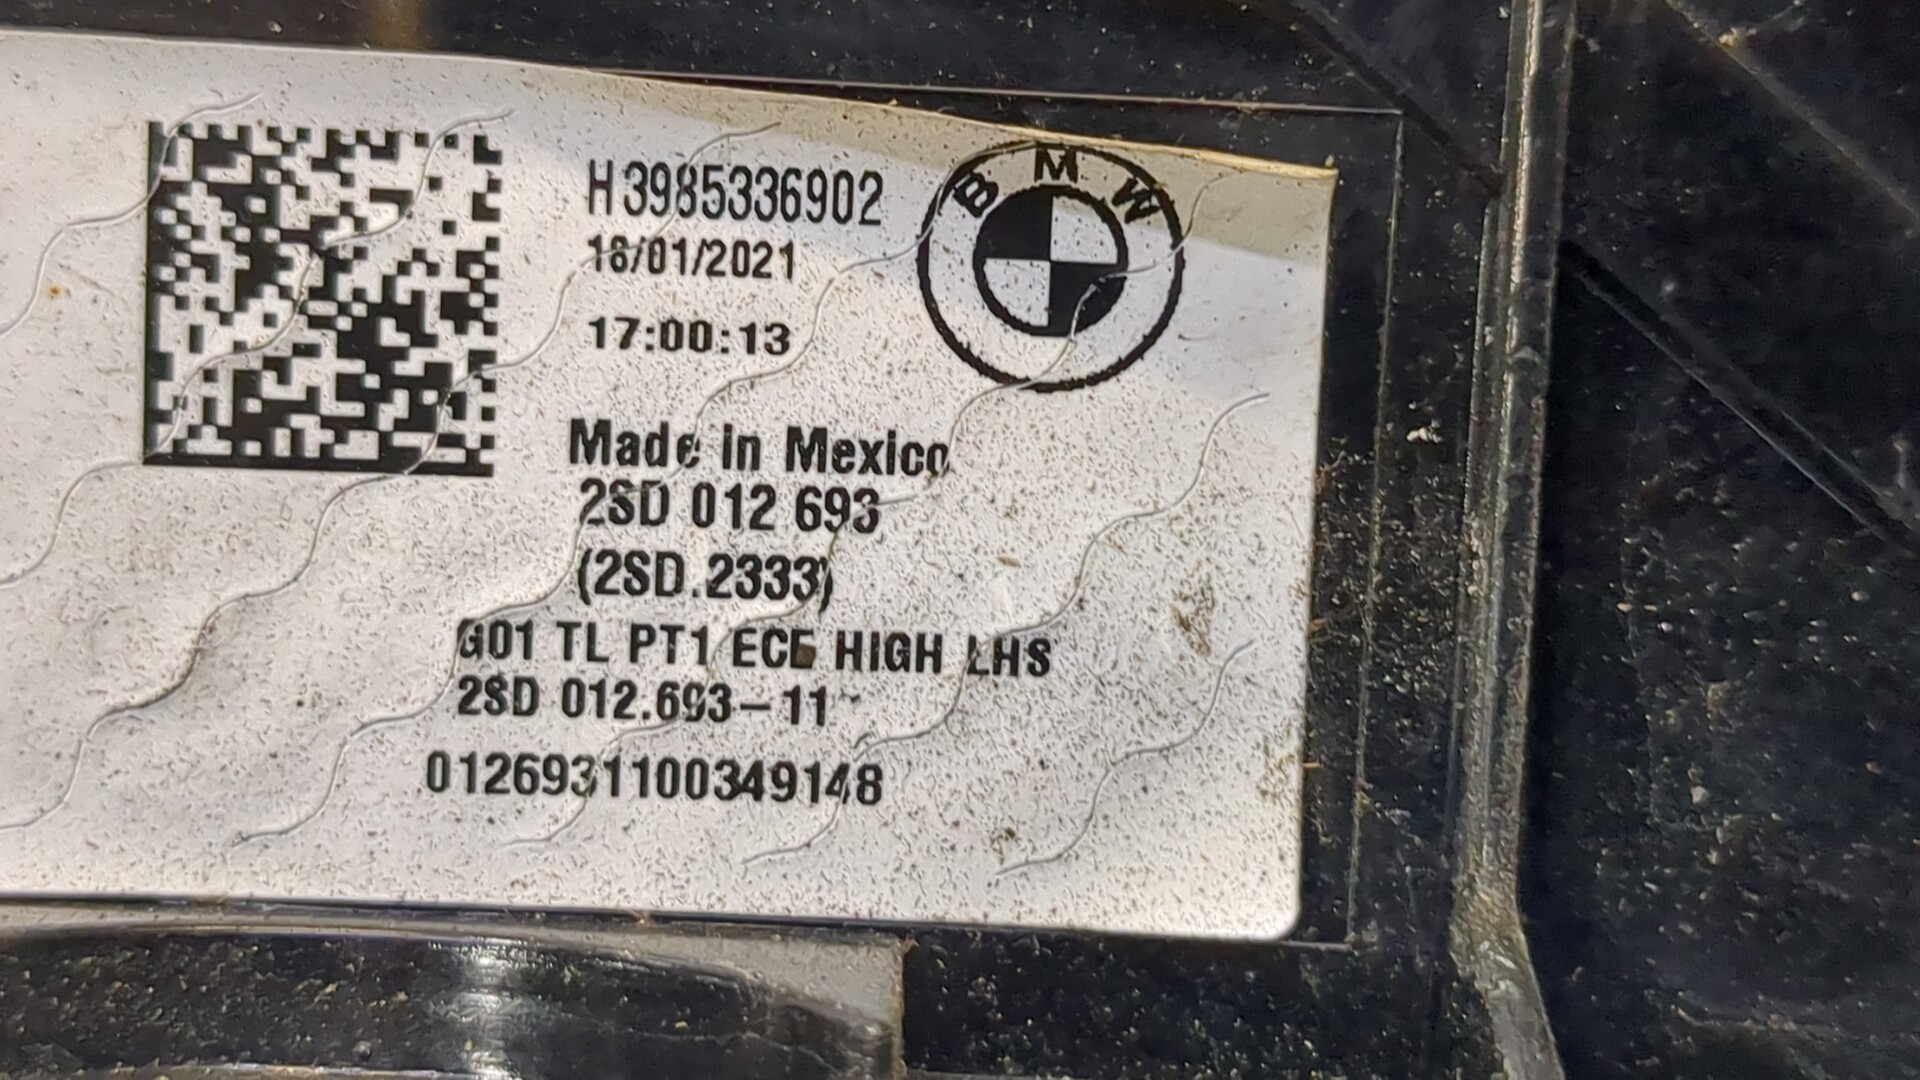 H3985336902
18/01/2021
17:00:13
BMW
Made in Mexico
2SD 012 693
(2SD.2333)
G01 TL PT1 ECE HIGH LHS
2SD 012.693-11
0126931100349148